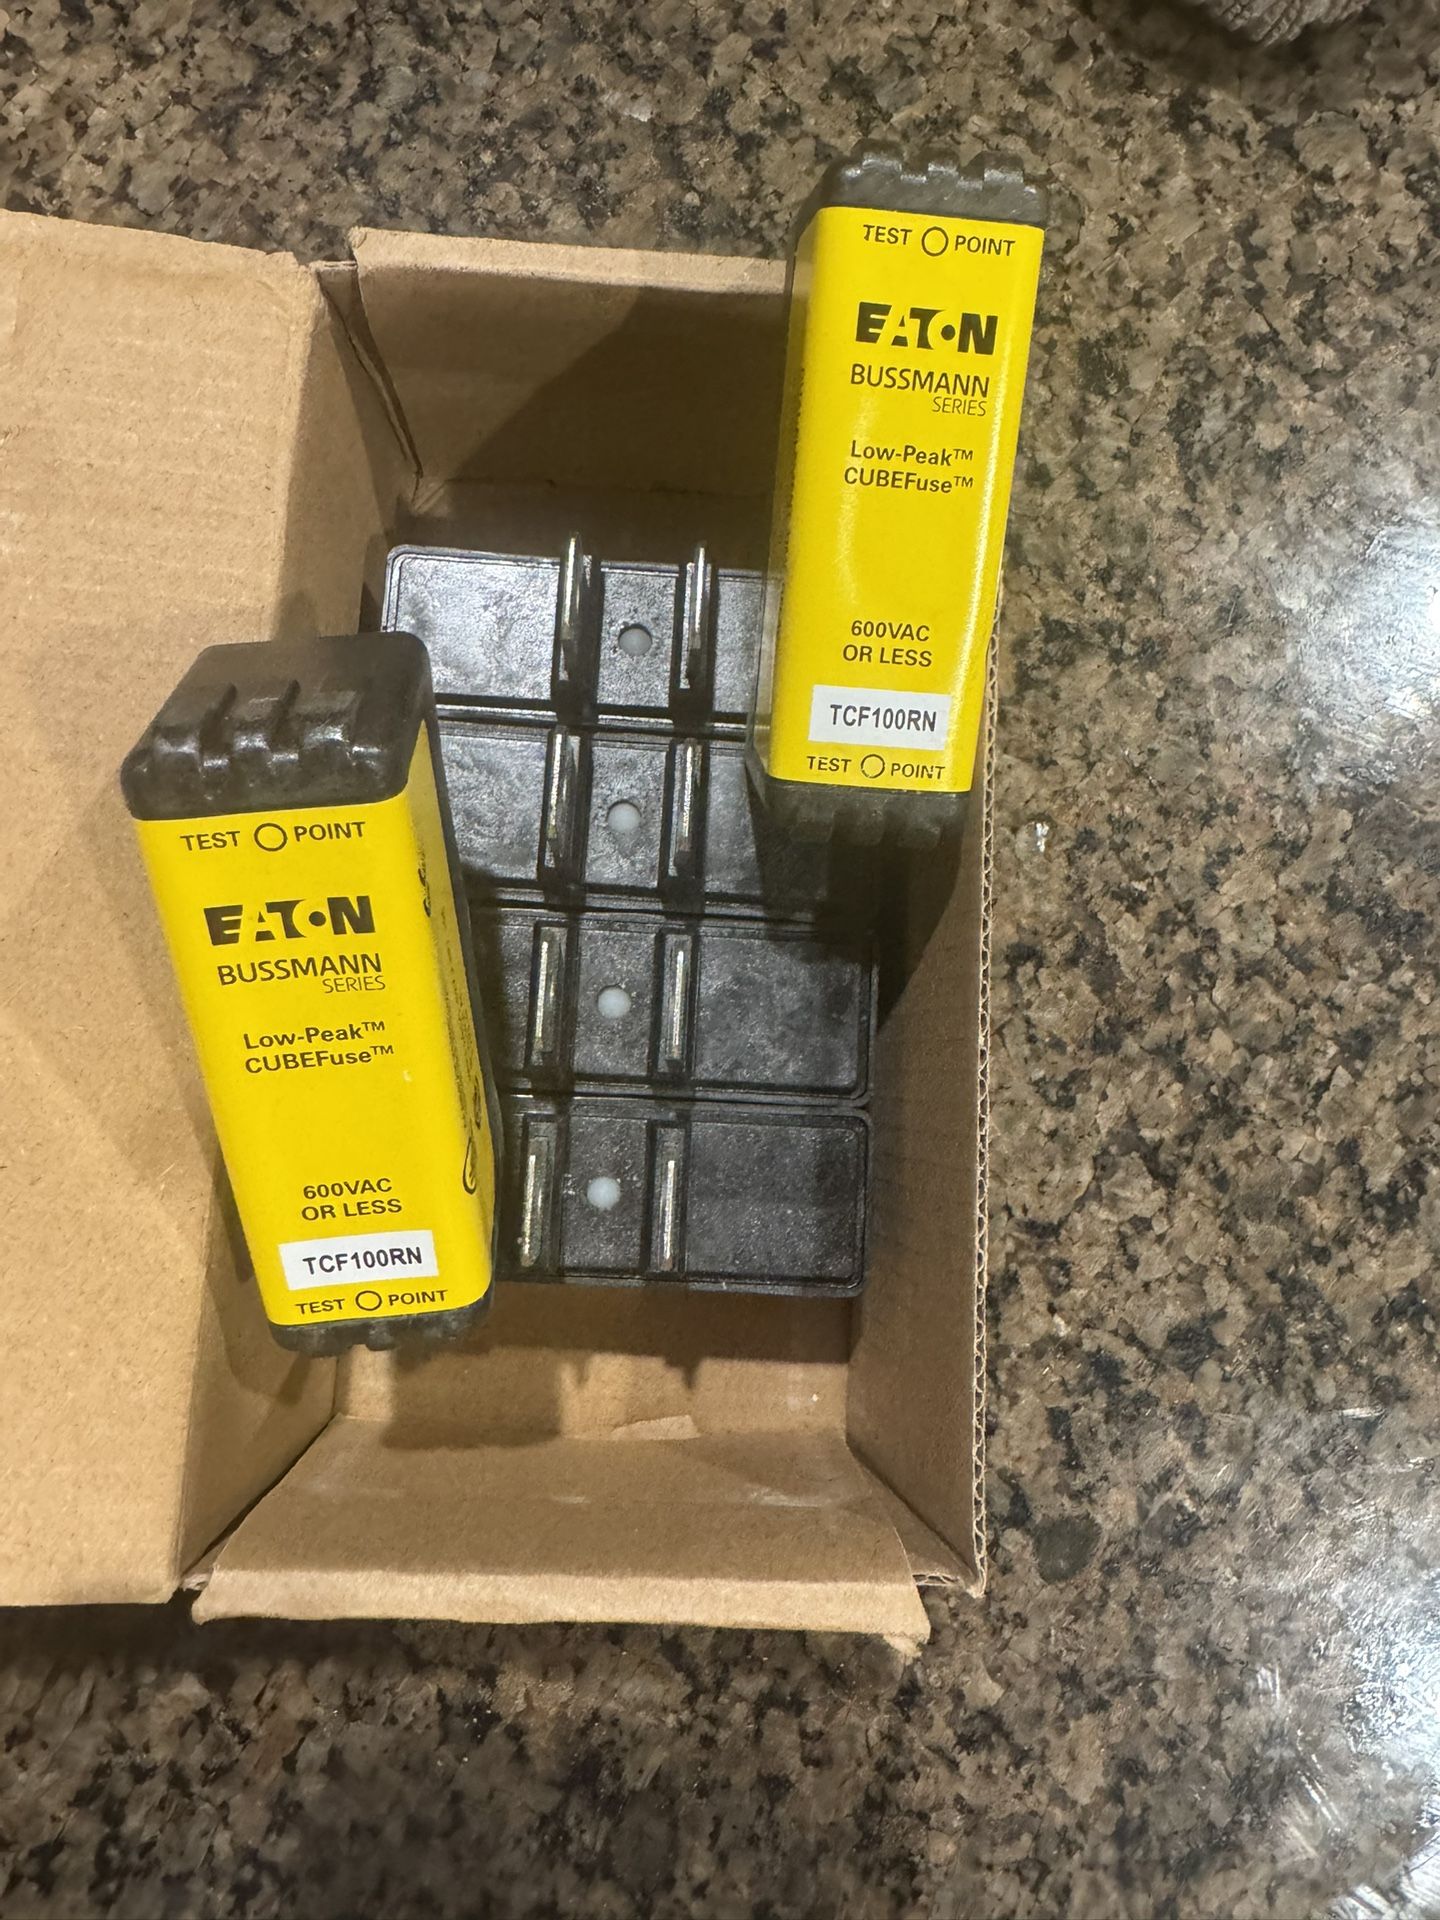 TEST POINT
EATON
BUSSMANN
SERIES
Low-Peak™
CUBEFuse™
600VAC
OR LESS
TCF100RN
TEST POINT
TEST POINT
EATON
BUSSMANN
SERIES
Low-Peak™
CUBEFuse™
600VAC
OR LESS
TCF100RN
TEST POINT